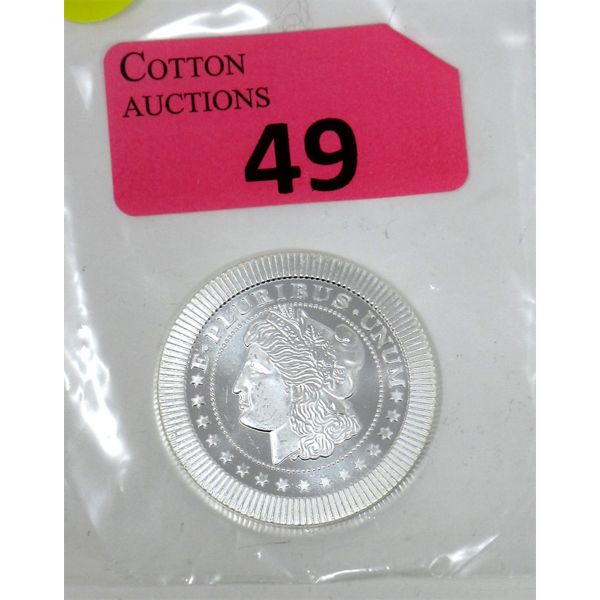 COTTON
AUCTIONS
49
E · PLURIBUS · UNUM